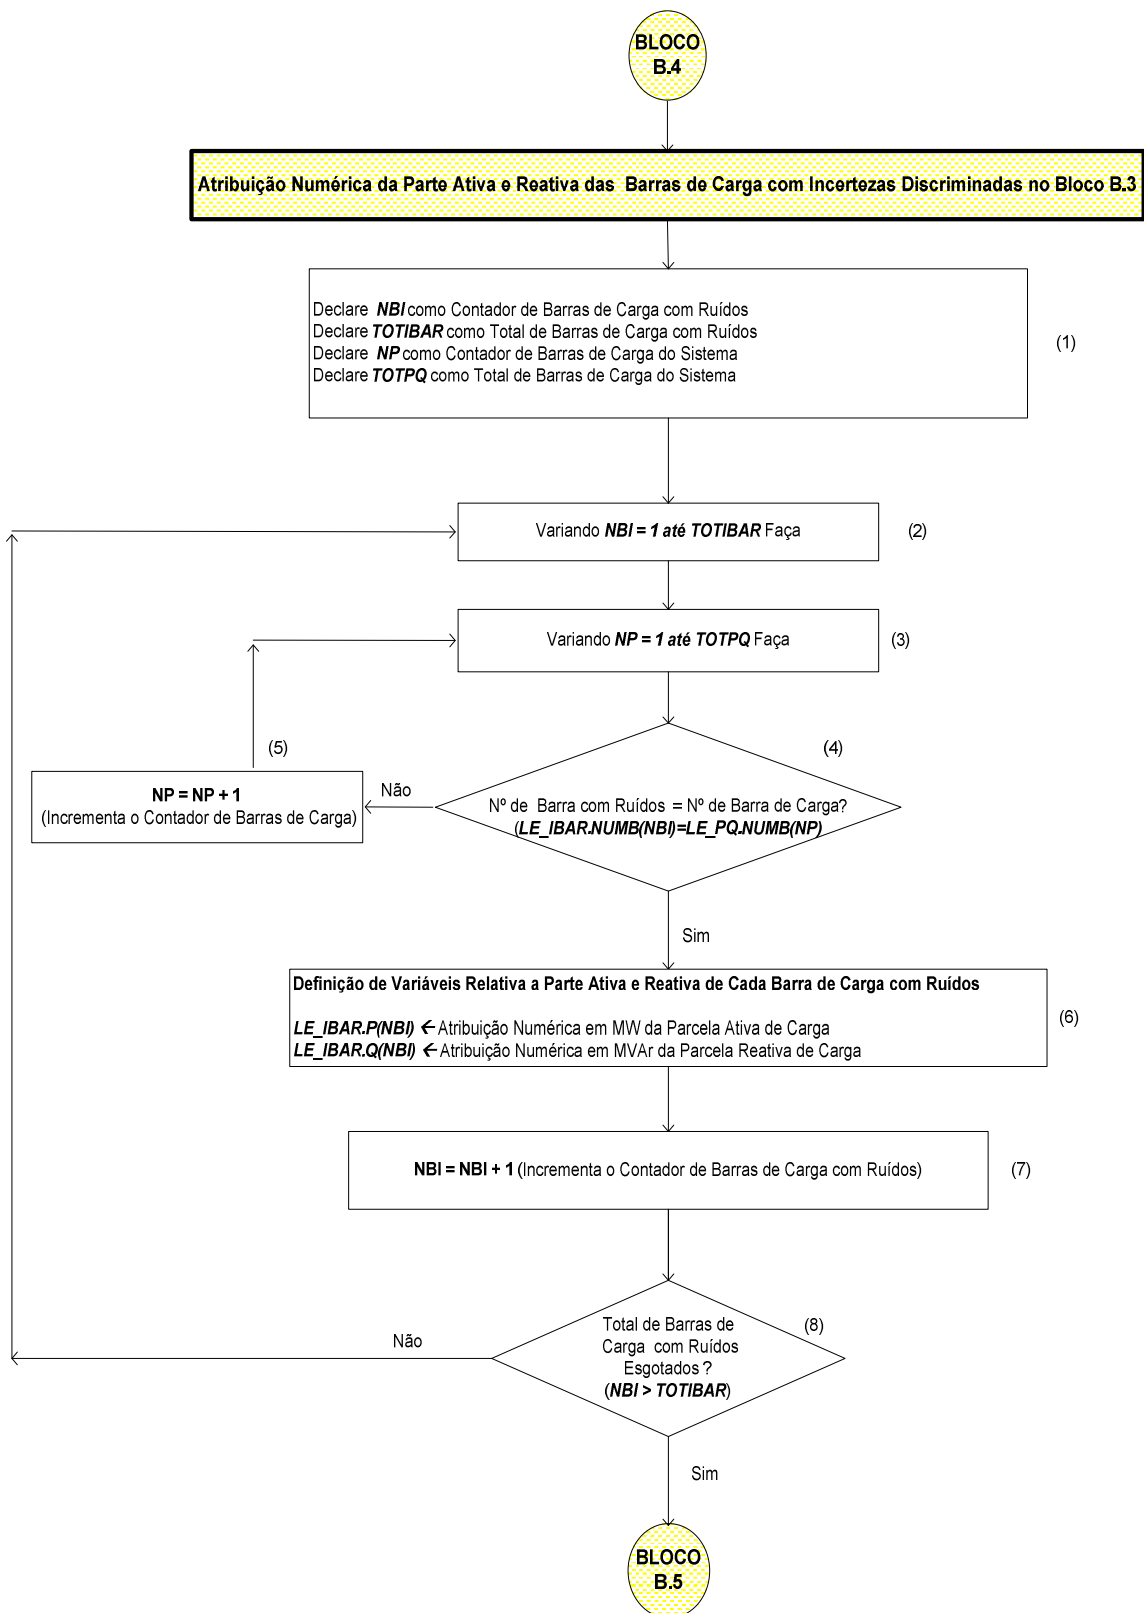 BLOCO
B.4
Atribuição Numérica da Parte Ativa e Reativa das Barras de Carga com Incertezas Discriminadas no Bloco B.3
Declare NBI como Contador de Barras de Carga com Ruídos
Declare TOTIBAR como Total de Barras de Carga com Ruídos
Declare NP como Contador de Barras de Carga do Sistema
Declare TOTPQ como Total de Barras de Carga do Sistema
(1)
Variando NBI = 1 até TOTIBAR Faça
(2)
Variando NP = 1 até TOTPQ Faça
(3)
(4)
(5)
NP = NP + 1
(Incrementa o Contador de Barras de Carga)
Não
Nº de Barra com Ruídos = Nº de Barra de Carga?
(LE_IBAR.NUMB(NBI)=LE_PQ.NUMB(NP)
Sim
Definição de Variáveis Relativa a Parte Ativa e Reativa de Cada Barra de Carga com Ruídos
LE_IBAR.P(NBI) ← Atribuição Numérica em MW da Parcela Ativa de Carga
LE_IBAR.Q(NBI) ← Atribuição Numérica em MVAr da Parcela Reativa de Carga
(6)
NBI = NBI + 1 (Incrementa o Contador de Barras de Carga com Ruídos)
(7)
Total de Barras de
Carga com Ruídos
Esgotados ?
(NBI > TOTIBAR)
(8)
Não
Sim
BLOCO
B.5